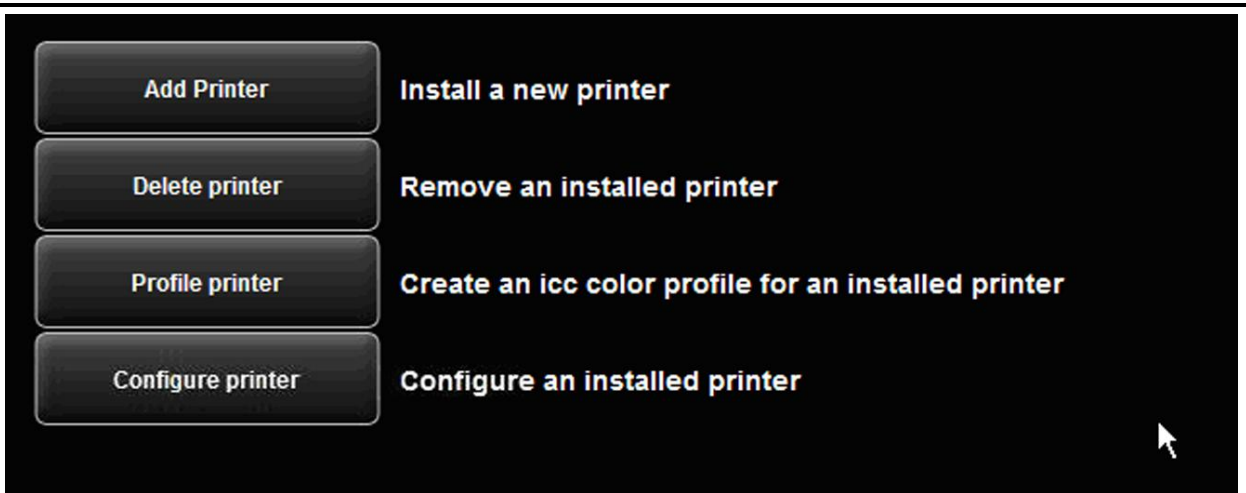 Add Printer Install a new printer
Delete printer Remove an installed printer
Profile printer Create an icc color profile for an installed printer
Configure printer Configure an installed printer